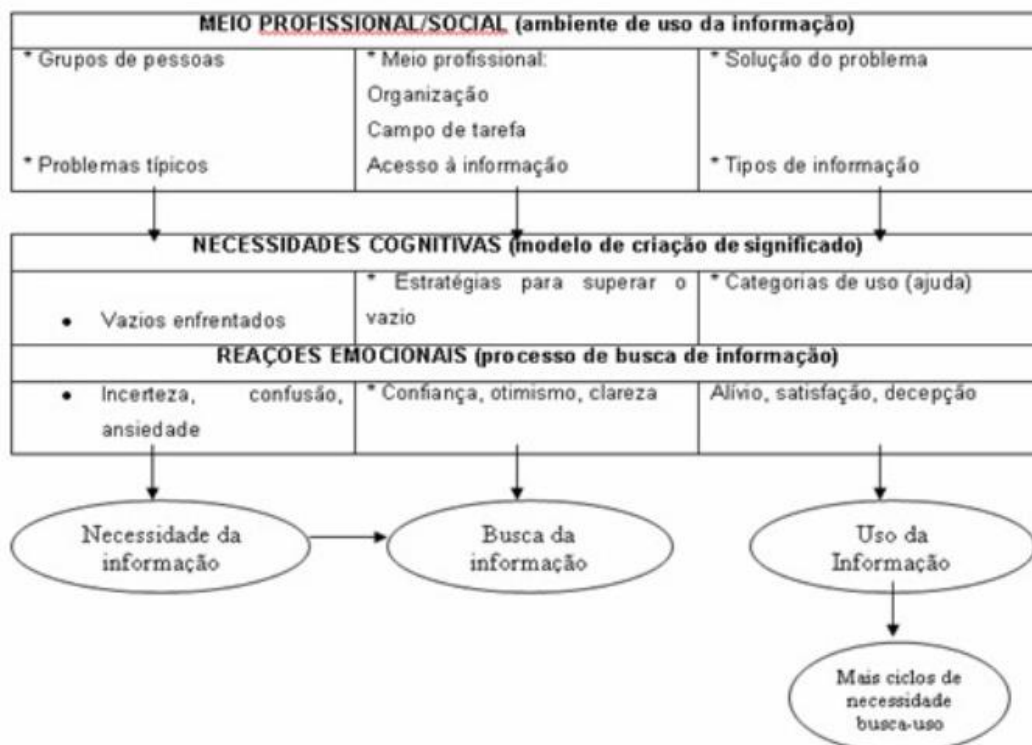 MEIO PROFISSIONAL/SOCIAL (ambiente de uso da informação)
* Grupos de pessoas
* Problemas típicos
* Meio profissional:
Organização
Campo de tarefa
Acesso à informação
* Solução do problema
* Tipos de informação
NECESSIDADES COGNITIVAS (modelo de criação de significado)
• Vazios enfrentados
* Estratégias para superar o
vazio
* Categorias de uso (ajuda)
REAÇOES EMOCIONAIS (processo de busca de informação)
• Incerteza, confusão,
ansiedade
* Confiança, otimismo, clareza
Alívio, satisfação, decepção
Necessidade da
informação
Busca da
informação
Uso da
Informação
Mais ciclos de
necessidade
busca-uso